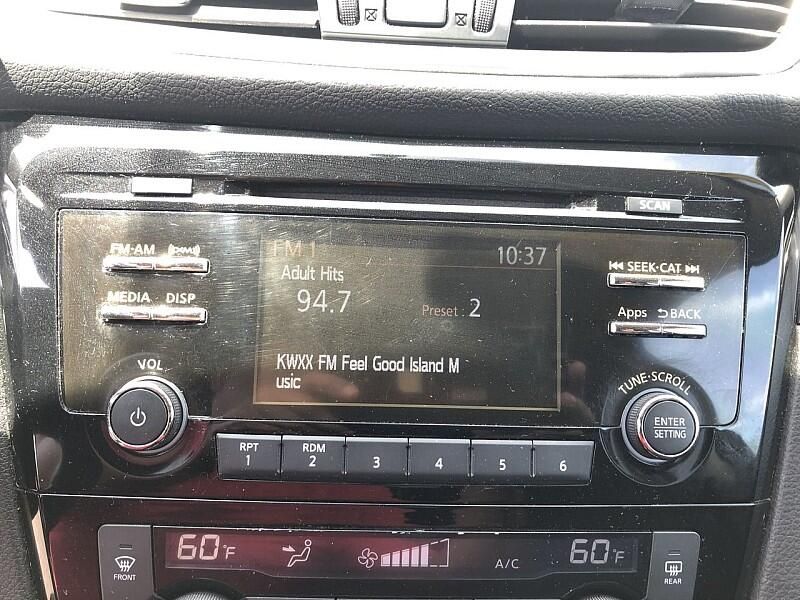 SCAN
FM·AM (((XM)))
FM 1 10:37
SEEK·CAT
Adult Hits
MEDIA DISP
94.7
Preset 2
Apps BACK
KWXX FM Feel Good Island M
usic
VOL
TUNE·SCROLL
ENTER
SETTING
RPT RDM
1 2 3 4 5 6
60°F A/C 60°F
FRONT REAR